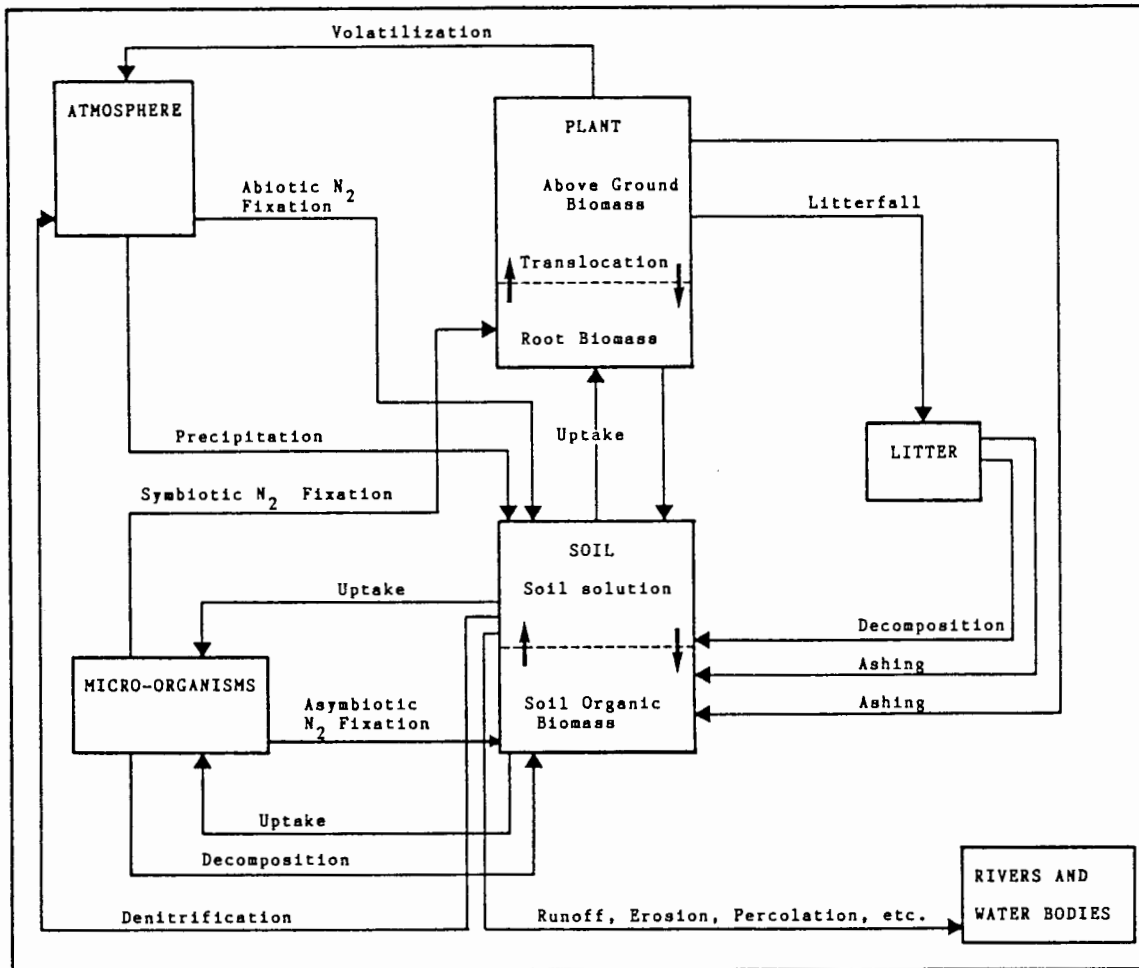 Volatilization
ATMOSPHERE
PLANT
Abiotic N2
Fixation
Above Ground
Biomass
Litterfall
Translocation
Root Biomass
Precipitation
Uptake
LITTER
Symbiotic N2 Fixation
SOIL
Uptake
Soil solution
Decomposition
MICRO-ORGANISMS
Ashing
Asymbiotic
N2 Fixation
Soil Organic
Biomass
Ashing
Uptake
Decomposition
RIVERS AND
WATER BODIES
Denitrification
Runoff, Erosion, Percolation, etc.